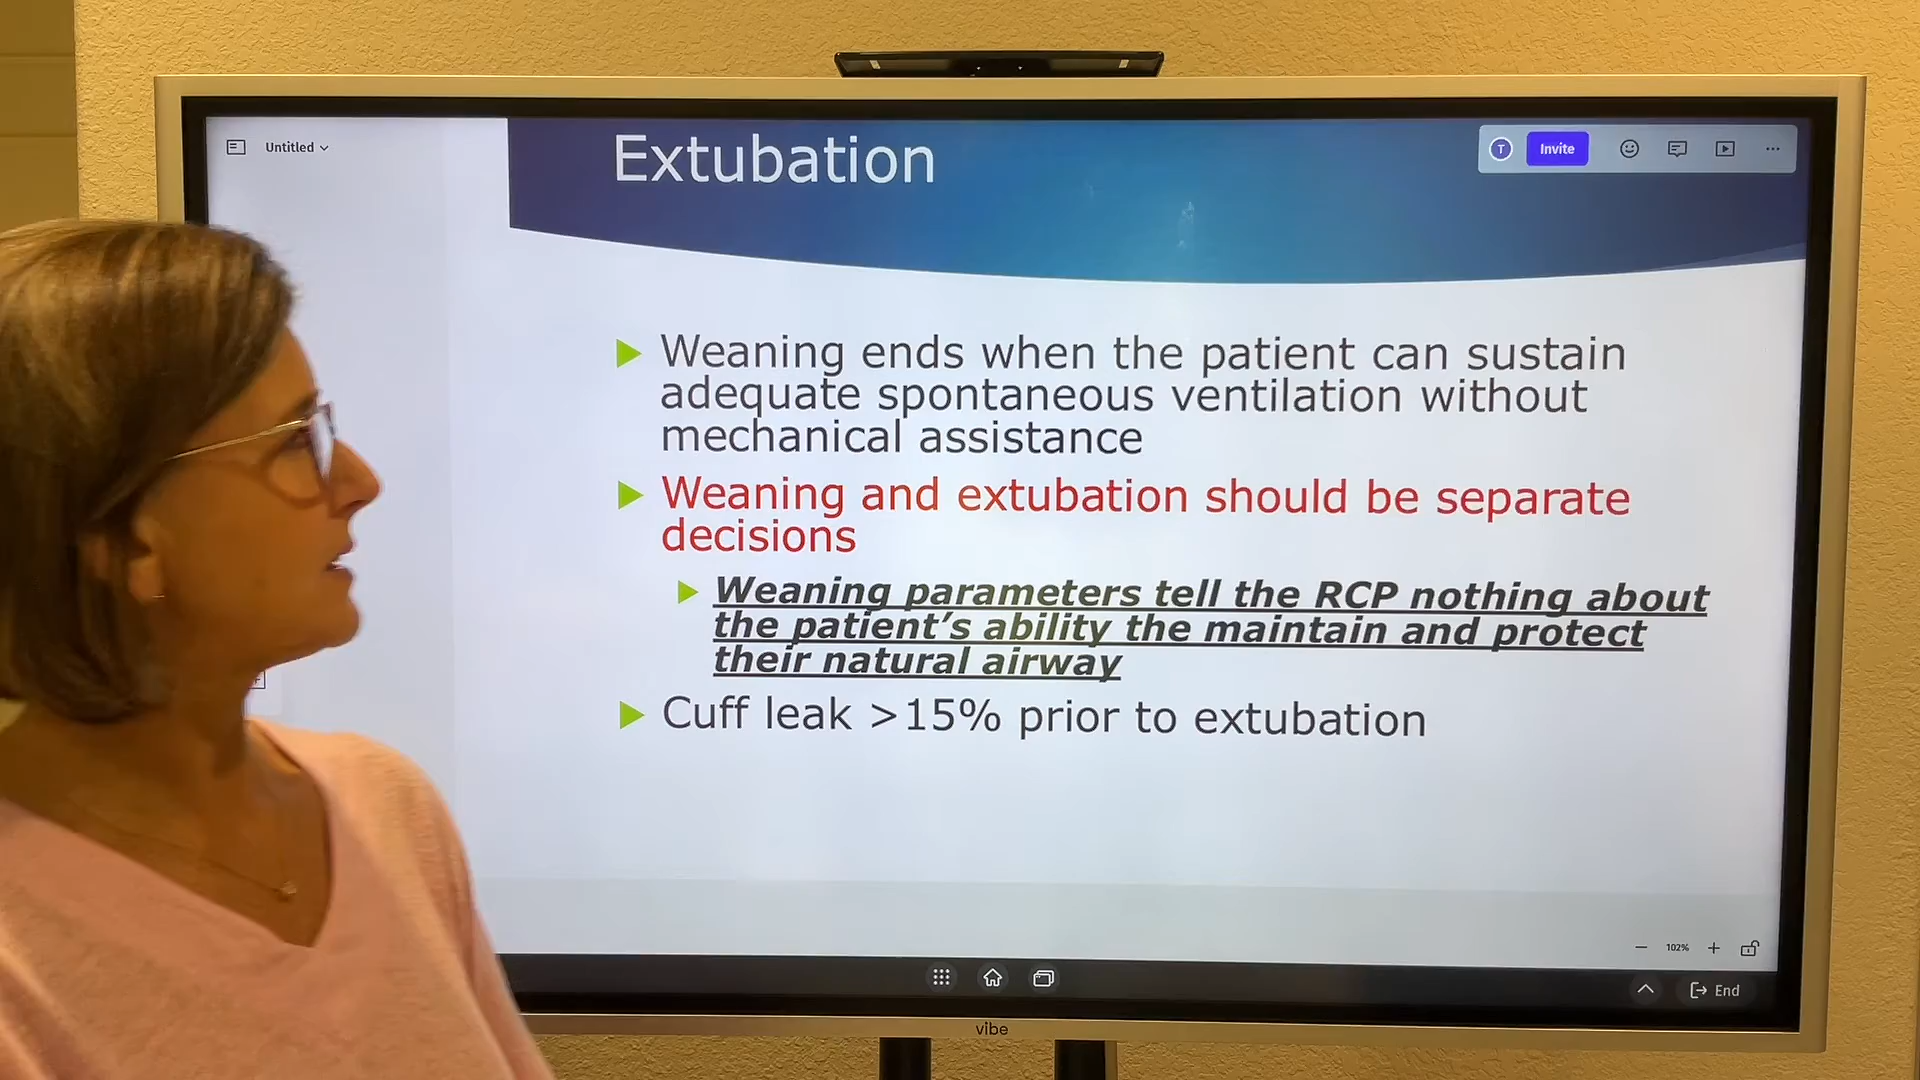 Untitled
Extubation
T
Invite
Weaning ends when the patient can sustain
adequate spontaneous ventilation without
mechanical assistance
Weaning and extubation should be separate
decisions
Weaning parameters tell the RCP nothing about
the patient’s ability the maintain and protect
their natural airway
Cuff leak >15% prior to extubation
102%
End
vibe